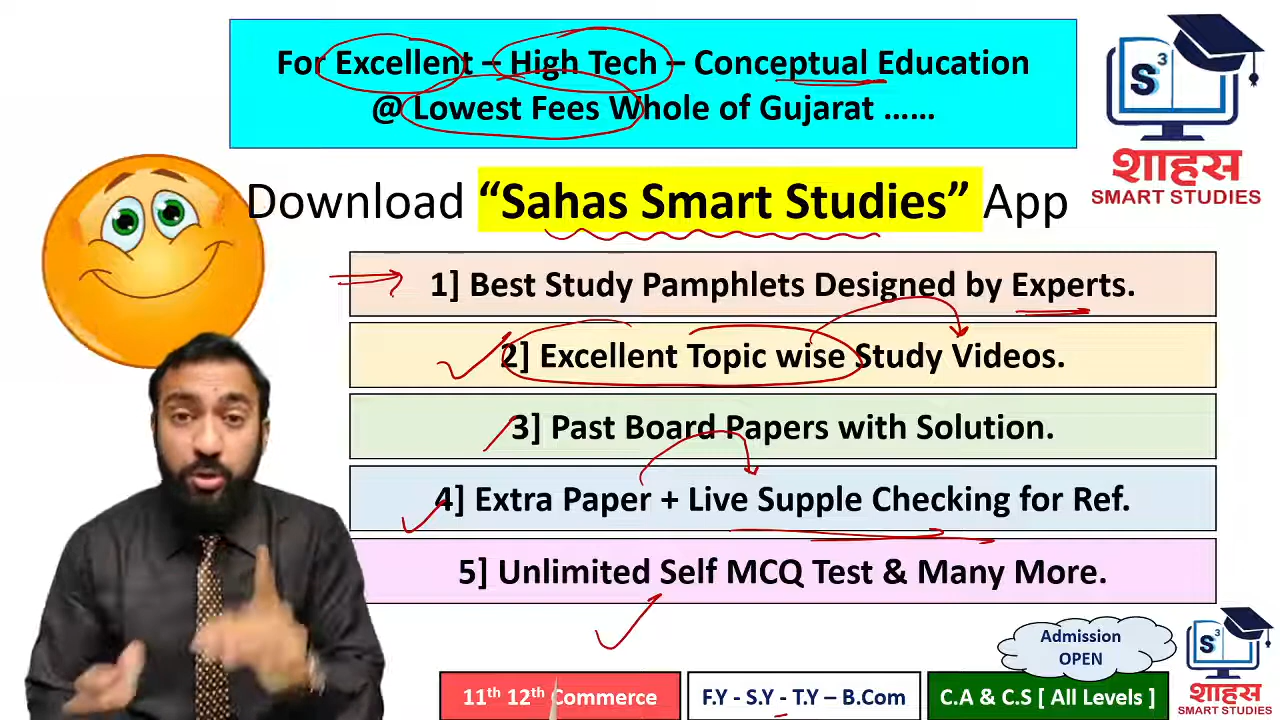 For Excellent – High Tech – Conceptual Education
@ Lowest Fees Whole of Gujarat ......
S³
शाहस
SMART STUDIES
Download “Sahas Smart Studies” App
1] Best Study Pamphlets Designed by Experts.
2] Excellent Topic wise Study Videos.
3] Past Board Papers with Solution.
4] Extra Paper + Live Supple Checking for Ref.
5] Unlimited Self MCQ Test & Many More.
Admission
OPEN
S³
शाहस
SMART STUDIES
11th 12th Commerce
F.Y - S.Y - T.Y – B.Com
C.A & C.S [ All Levels ]